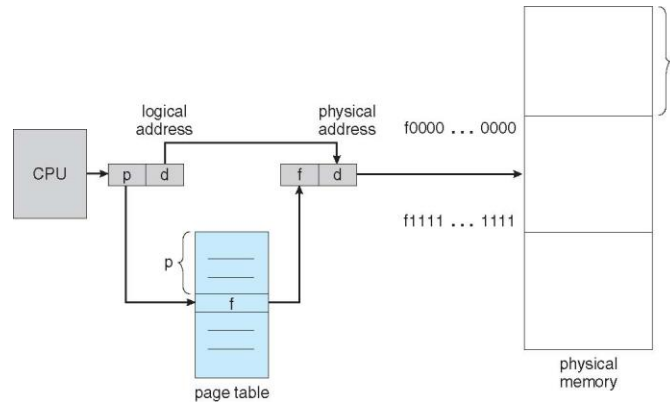 logical
address
physical
address
f0000 ... 0000
CPU
p
d
f
d
f1111 ... 1111
p
f
page table
physical
memory